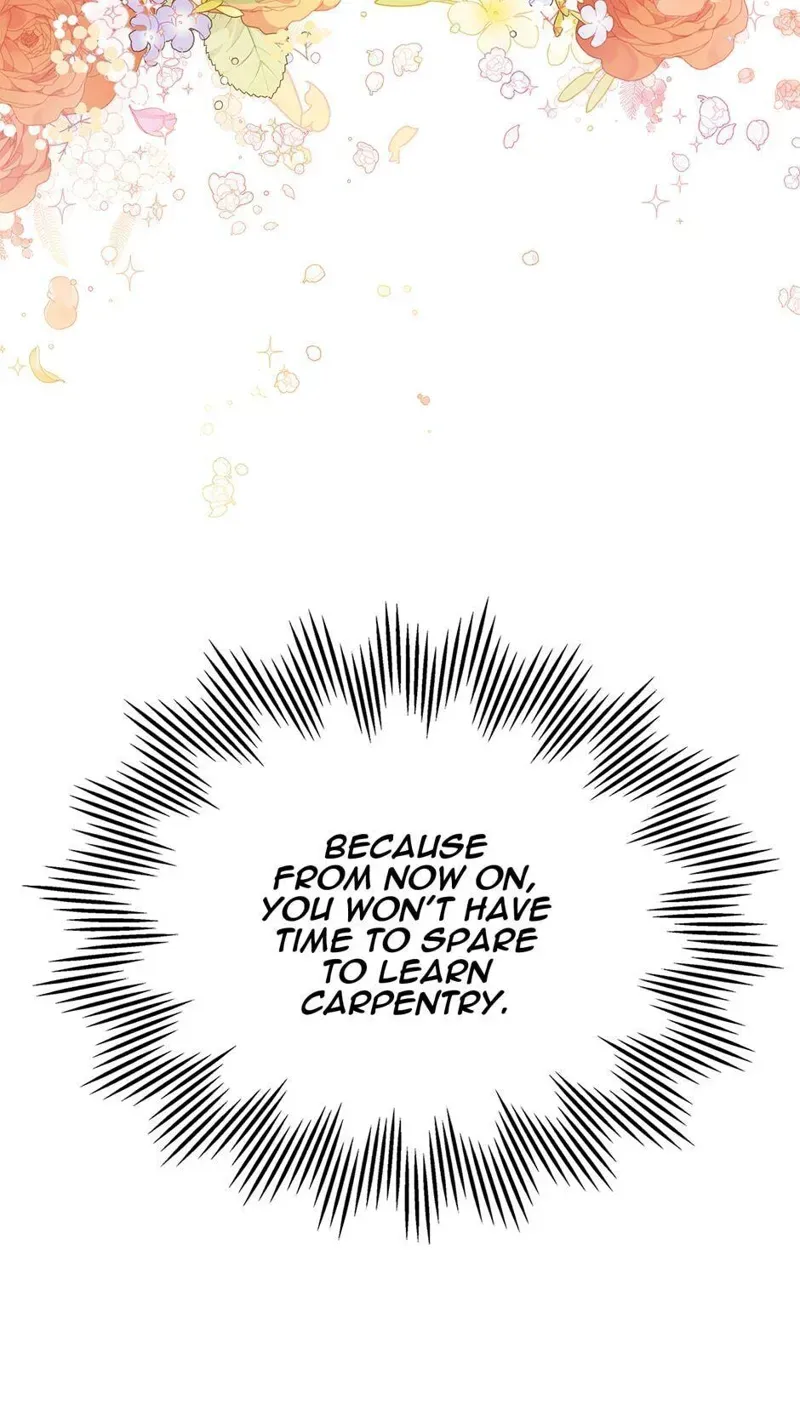 BECAUSE
FROM NOW ON,
YOU WON'T HAVE
TIME TO SPARE
TO LEARN
CARPENTRY.